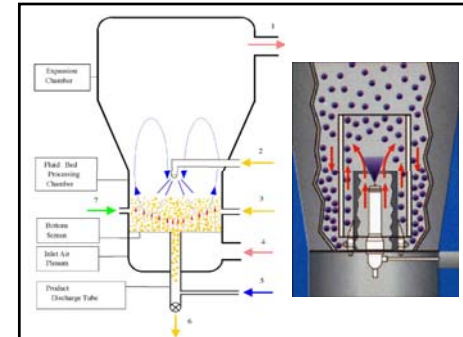 1
Expansion
Chamber
2
Fluid Bed
Processing
Chamber
7
3
Bottom
Screen
4
Inlet Air
Plenum
Product
Discharge Tube
5
6